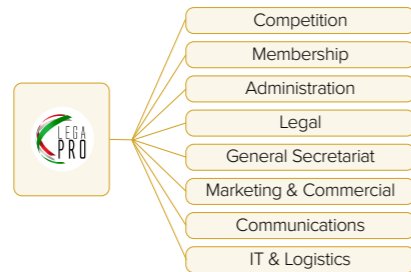 LEGA
PRO
Competition
Membership
Administration
Legal
General Secretariat
Marketing & Commercial
Communications
IT & Logistics